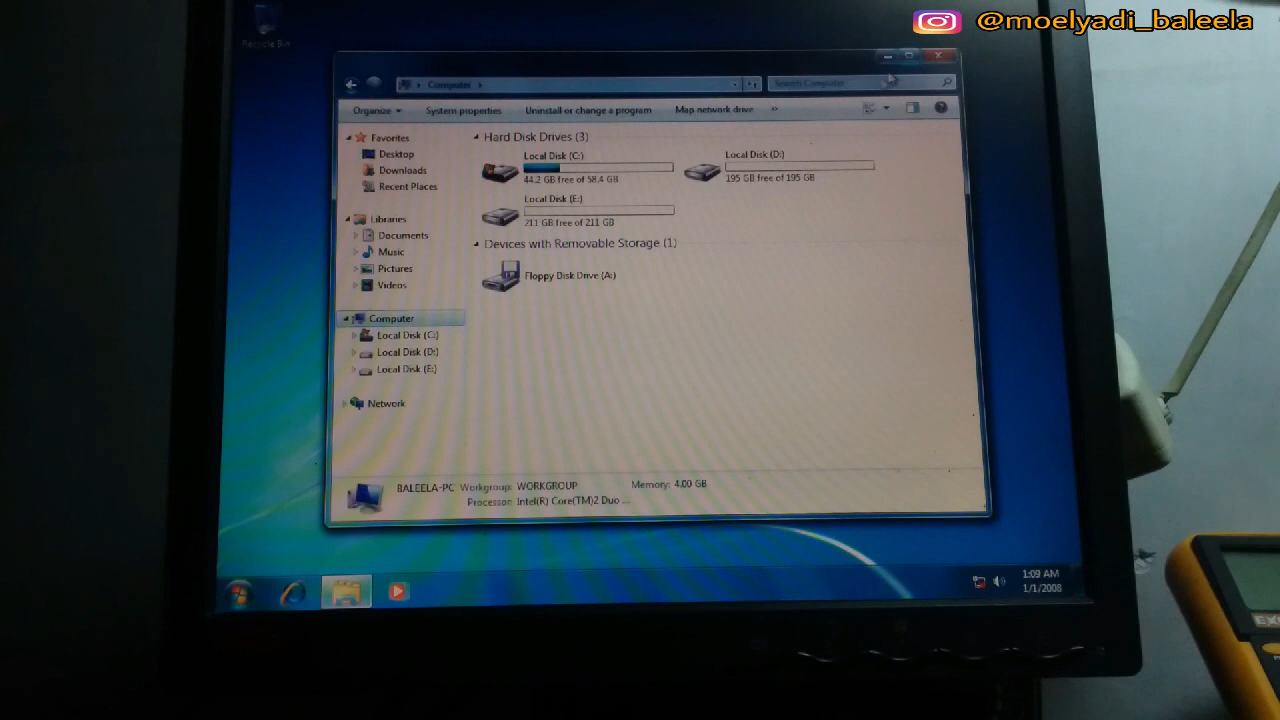 @moelyadi_baleela
Recycle Bin
Computer
Search Computer
Organize System properties Uninstall or change a program Map network drive »
Favorites
Desktop
Downloads
Recent Places
Libraries
Documents
Music
Pictures
Videos
Computer
Local Disk (C:)
Local Disk (D:)
Local Disk (E:)
Network
Hard Disk Drives (3)
Local Disk (C:)
44.2 GB free of 58.4 GB
Local Disk (D:)
195 GB free of 195 GB
Local Disk (E:)
211 GB free of 211 GB
Devices with Removable Storage (1)
Floppy Disk Drive (A:)
BALEELA-PC Workgroup: WORKGROUP Memory: 4.00 GB
Processor: Intel(R) Core(TM)2 Duo ...
1:09 AM
1/1/2008